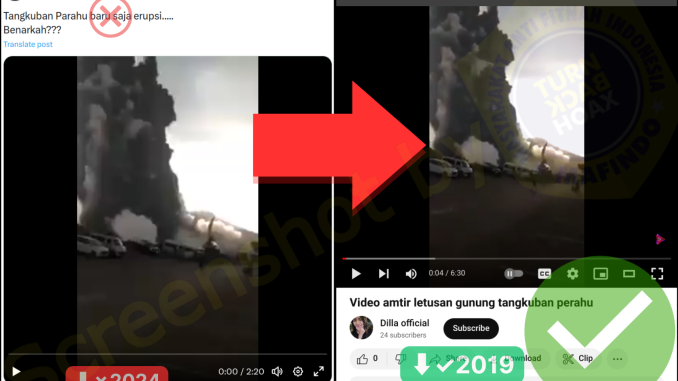 Tangkuban Parahu baru saja erupsi.....
Benarkah???
Translate post
0:00 / 2:20
2024
Screenshot by
MASYARAKAT ANTI FITNAH INDONESIA
MAFINDO
TURN
BACK
HOAX
0:04 / 6:30
CC
Video amtir letusan gunung tangkuban perahu
Dilla official
24 subscribers
Subscribe
0
Clip
2019